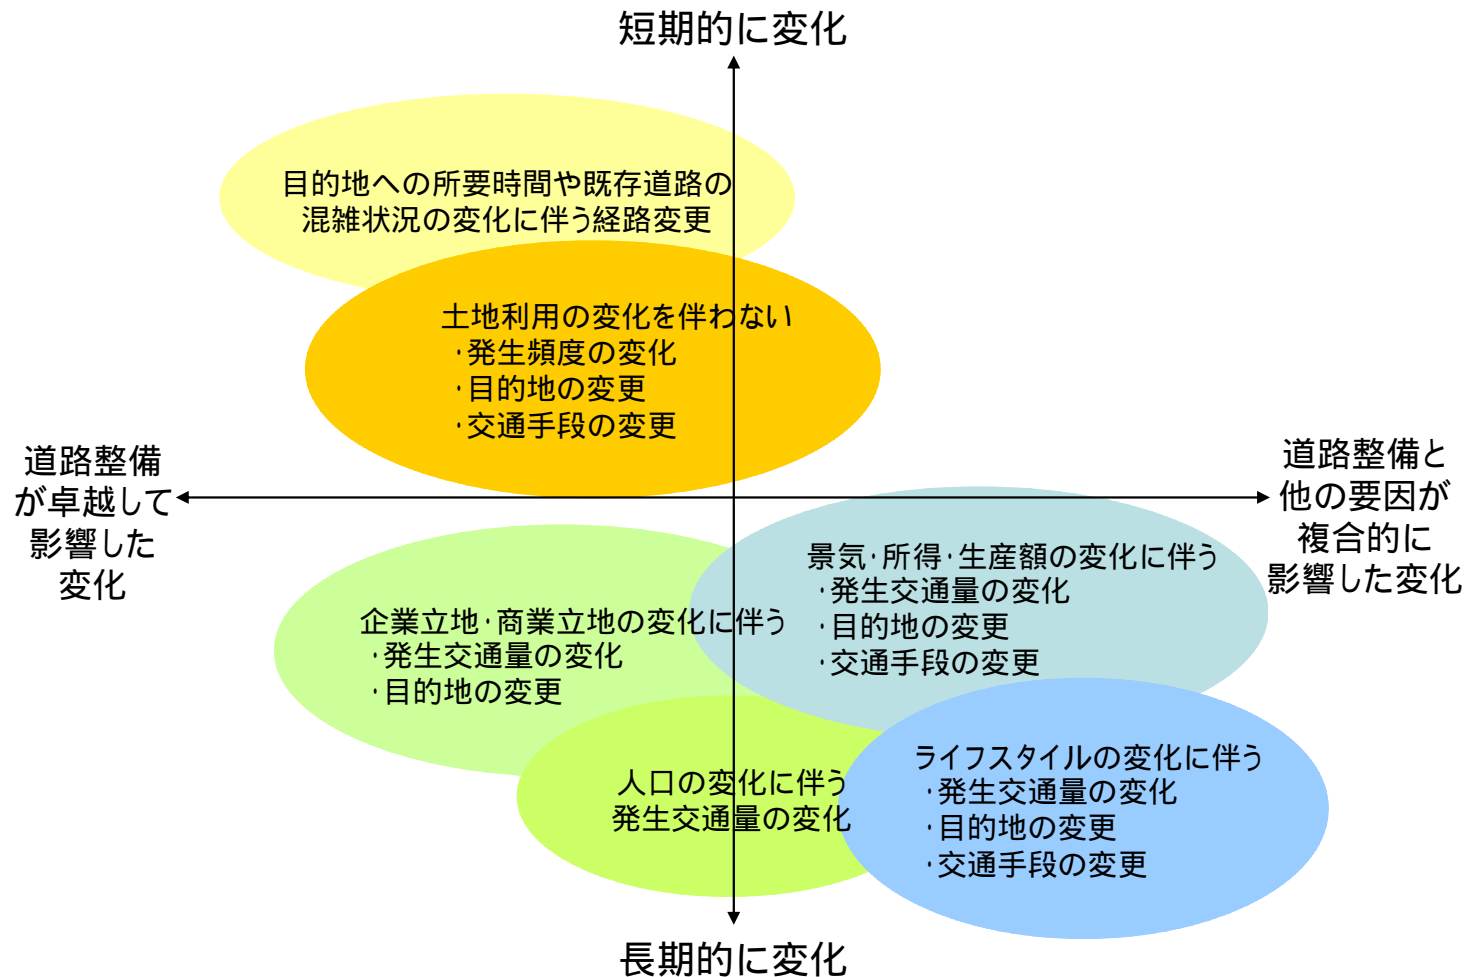 短期的に変化
目的地への所要時間や既存道路の
混雑状況の変化に伴う経路変更
土地利用の変化を伴わない
・発生頻度の変化
・目的地の変更
・交通手段の変更
道路整備
が卓越して
影響した
変化
道路整備と
他の要因が
複合的に
影響した変化
景気・所得・生産額の変化に伴う
・発生交通量の変化
・目的地の変更
・交通手段の変更
企業立地・商業立地の変化に伴う
・発生交通量の変化
・目的地の変更
人口の変化に伴う
発生交通量の変化
ライフスタイルの変化に伴う
・発生交通量の変化
・目的地の変更
・交通手段の変更
長期的に変化